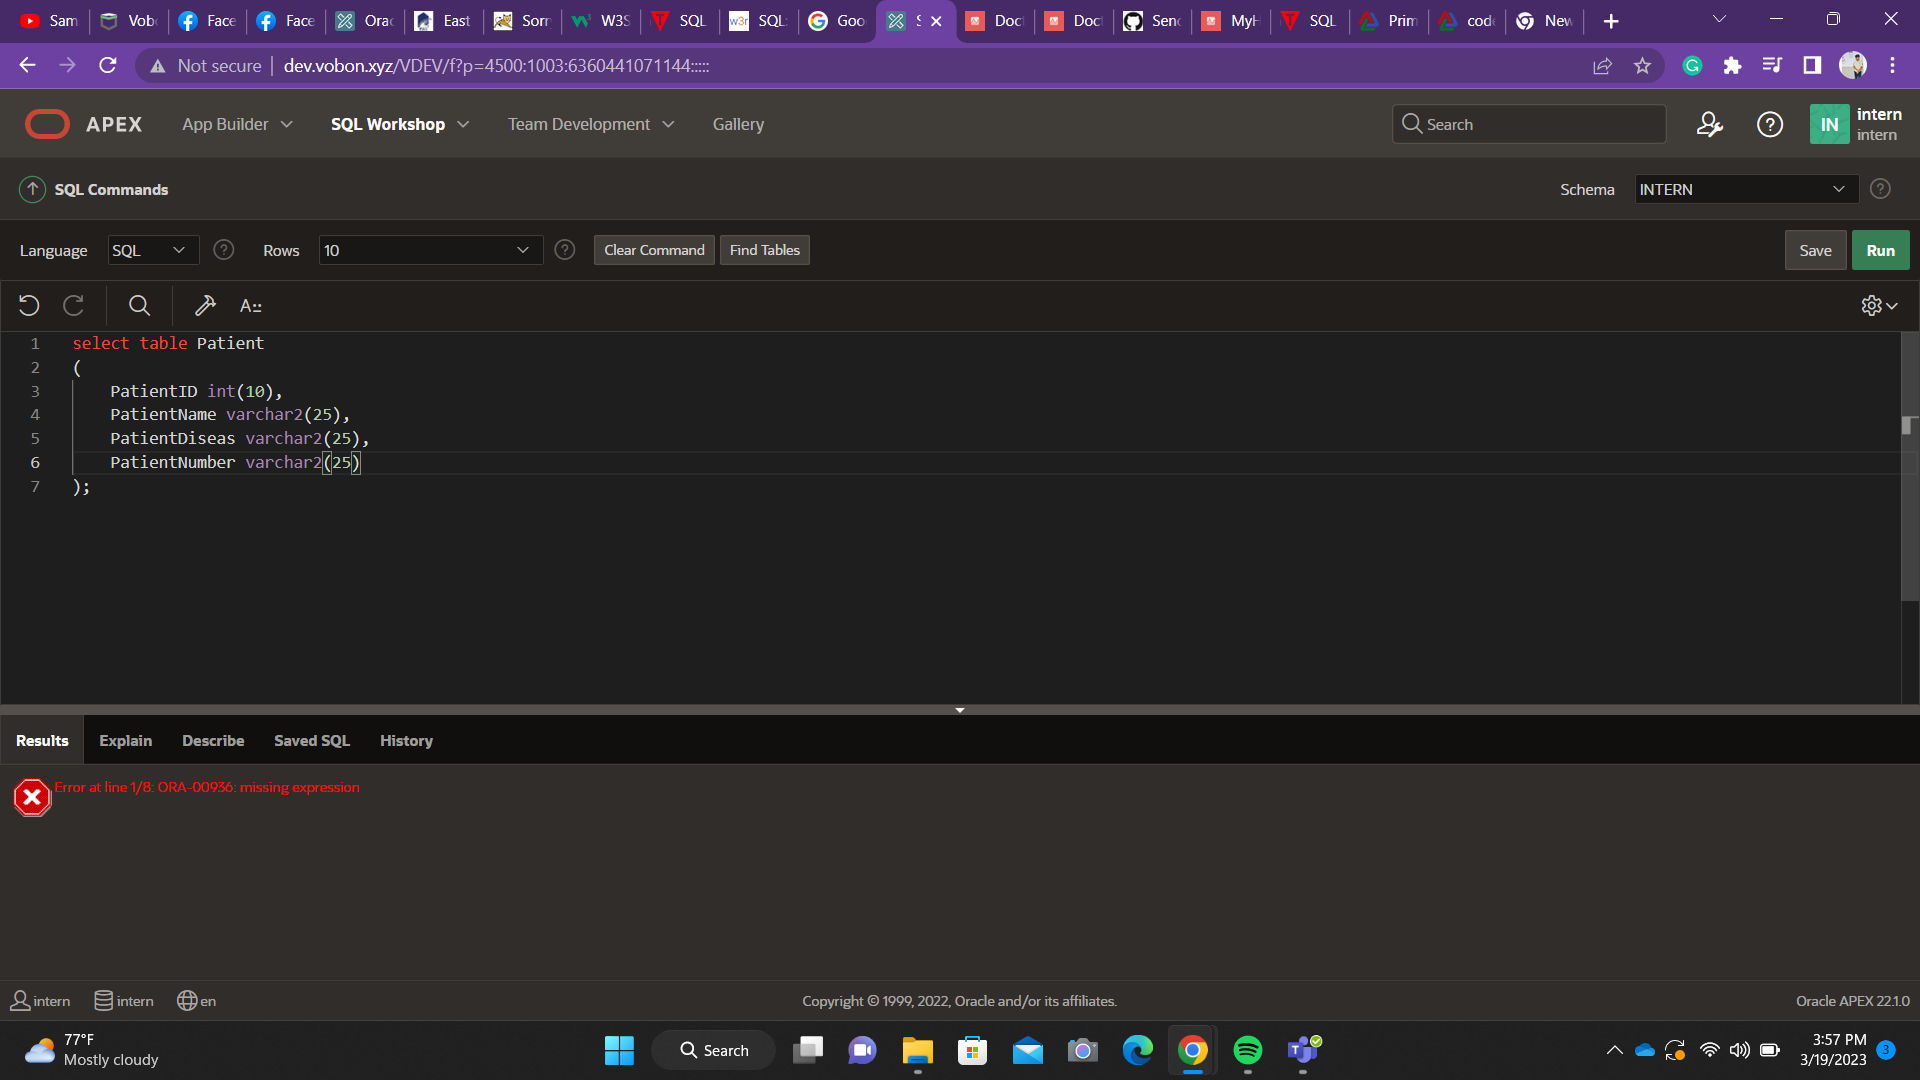 Sam Vob Face Face Orac East Sorr W3S SQL SQL: Goo S Doct Doct Send MyH SQL Prim code New
Not secure dev.vobon.xyz/VDEV/f?p=4500:1003:6360441071144:::::
APEX App Builder SQL Workshop Team Development Gallery Search IN intern
intern
SQL Commands Schema INTERN
Language SQL Rows 10 Clear Command Find Tables Save Run
1 select table Patient
2 (
3 PatientID int(10),
4 PatientName varchar2(25),
5 PatientDiseas varchar2(25),
6 PatientNumber varchar2(25)
7 );
Results Explain Describe Saved SQL History
Error at line 1/8: ORA-00936: missing expression
intern intern en Copyright © 1999, 2022, Oracle and/or its affiliates. Oracle APEX 22.1.0
77°F
Mostly cloudy
Search
3:57 PM
3/19/2023
3